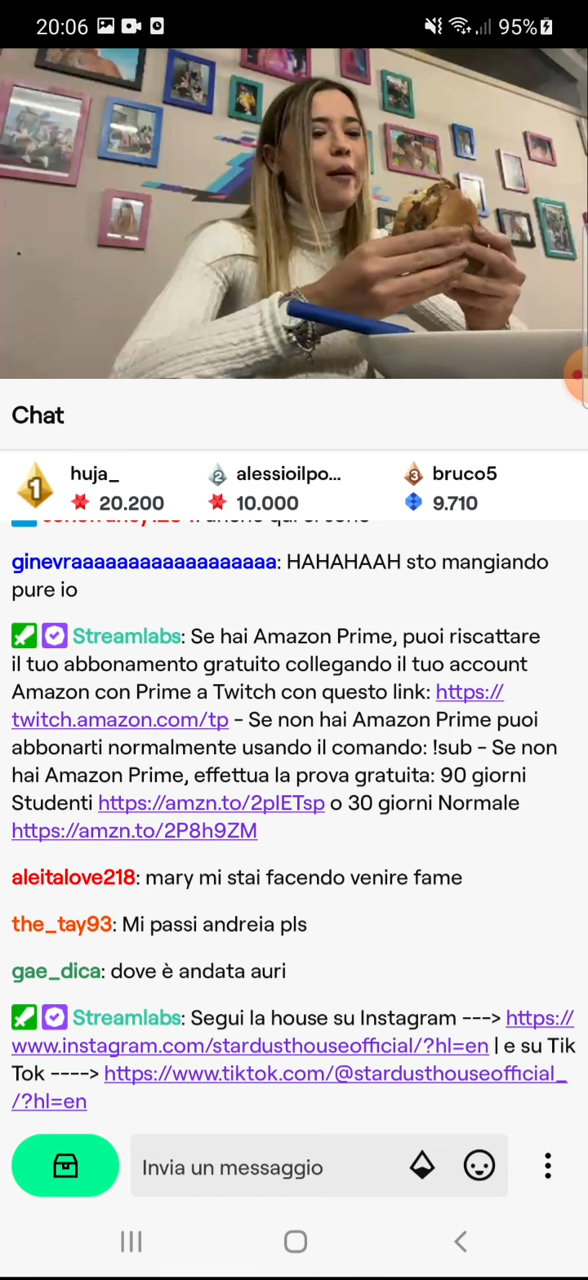 20:06
95%
Chat
huja_
alessioilpo...
bruco5
20.200
10.000
9.710
ginevraaaaaaaaaaaaaaaaaaa: HAHAHAAH sto mangiando
pure io
Streamlabs: Se hai Amazon Prime, puoi riscattare
il tuo abbonamento gratuito collegando il tuo account
Amazon con Prime a Twitch con questo link: https://
twitch.amazon.com/tp - Se non hai Amazon Prime puoi
abbonarti normalmente usando il comando: !sub - Se non
hai Amazon Prime, effettua la prova gratuita: 90 giorni
Studenti https://amzn.to/2plETsp o 30 giorni Normale
https://amzn.to/2P8h9ZM
aleitalove218: mary mi stai facendo venire fame
the_tay93: Mi passi andreia pls
gae_dica: dove è andata auri
Streamlabs: Segui la house su Instagram ---> https://
www.instagram.com/stardusthouseofficial/?hl=en | e su Tik
Tok ----> https://www.tiktok.com/@stardusthouseofficial_
/?hl=en
Invia un messaggio